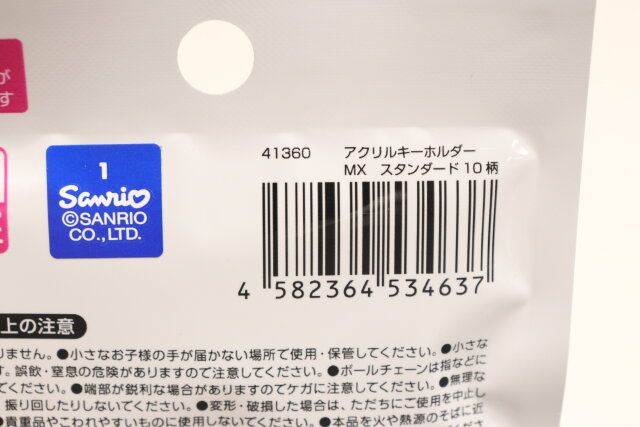 が
す
41360 アクリルキーホルダー
MX スタンダード10柄
1
Sanrio
©SANRIO
CO.,LTD.
4 582364 534637
上の注意
りません。●小さなお子様の手が届かない場所で使用・保管してください。●小さな
す。誤飲・窒息の危険がありますので注意してください。●ボールチェーンは指などに
●端部が鋭利な場合がありますのでケガに注意してください。●無理な
振り回したりしないでください。●変形・破損した場合は、ただちにご使用を中止し
●貴重品やこわれやすいものに使用しないでください。●本品を火や熱源のそばに近